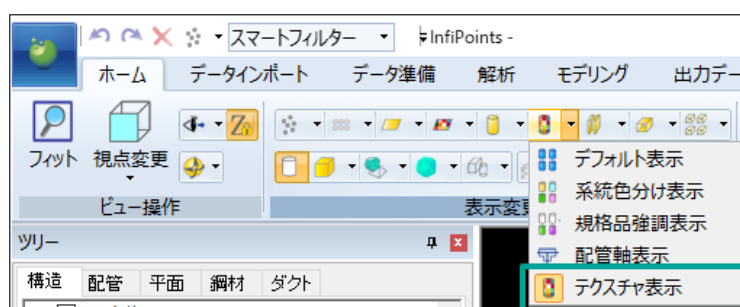 スマートフィルター InfiPoints -
ホーム データインポート データ準備 解析 モデリング 出力デー
フィット 視点変更
ビュー操作 表示変更
デフォルト表示
系統色分け表示
規格品強調表示
配管軸表示
テクスチャ表示
ツリー
構造 配管 平面 鋼材 ダクト